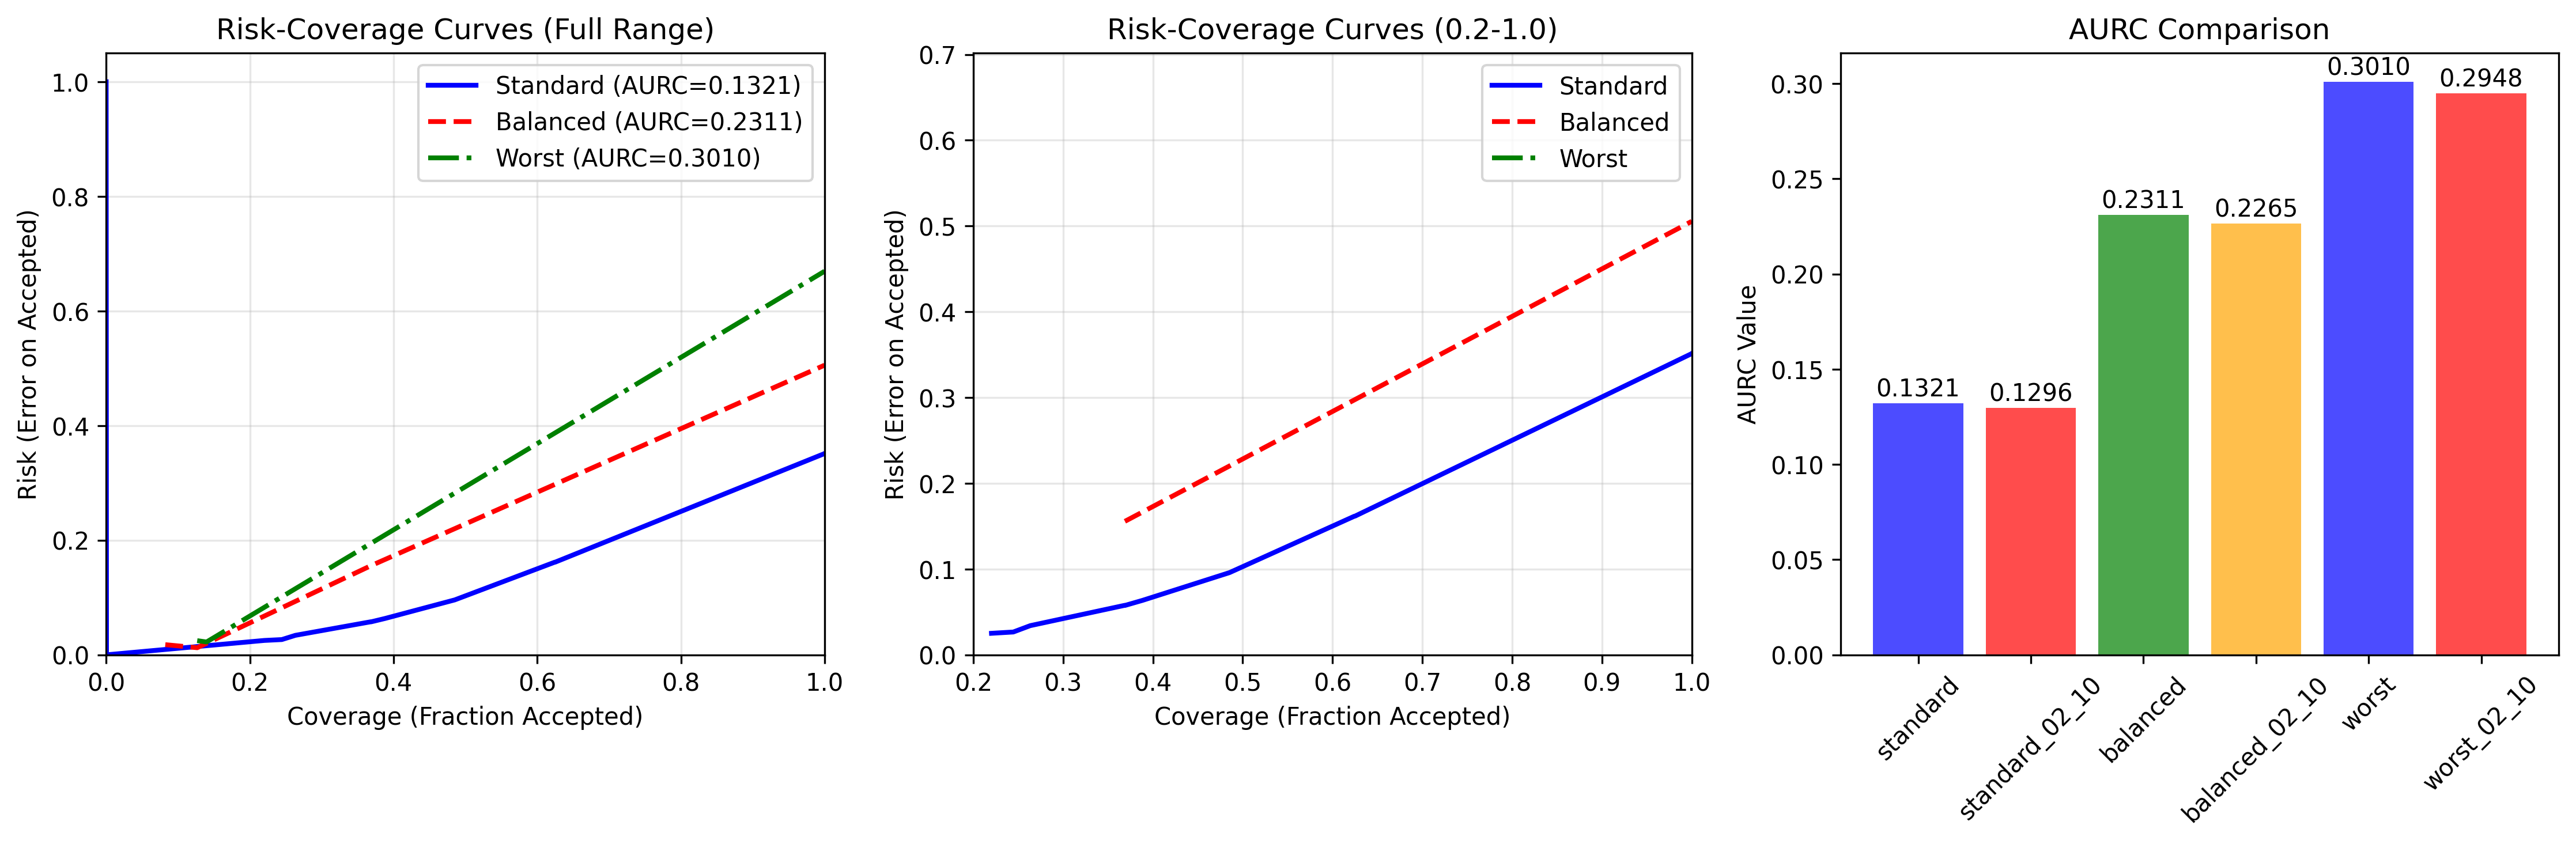 Risk-Coverage Curves (Full Range)
Risk (Error on Accepted)
1.0
0.8
0.6
0.4
0.2
0.0
Standard (AURC=0.1321)
Balanced (AURC=0.2311)
Worst (AURC=0.3010)
0.0 0.2 0.4 0.6 0.8 1.0
Coverage (Fraction Accepted)
Risk-Coverage Curves (0.2-1.0)
Risk (Error on Accepted)
0.7
0.6
0.5
0.4
0.3
0.2
0.1
0.0
Standard
Balanced
Worst
0.2 0.3 0.4 0.5 0.6 0.7 0.8 0.9 1.0
Coverage (Fraction Accepted)
AURC Comparison
AURC Value
0.30
0.25
0.20
0.15
0.10
0.05
0.00
0.1321
0.1296
0.2311
0.2265
0.3010
0.2948
standard
standard_02_10
balanced
balanced_02_10
worst
worst_02_10